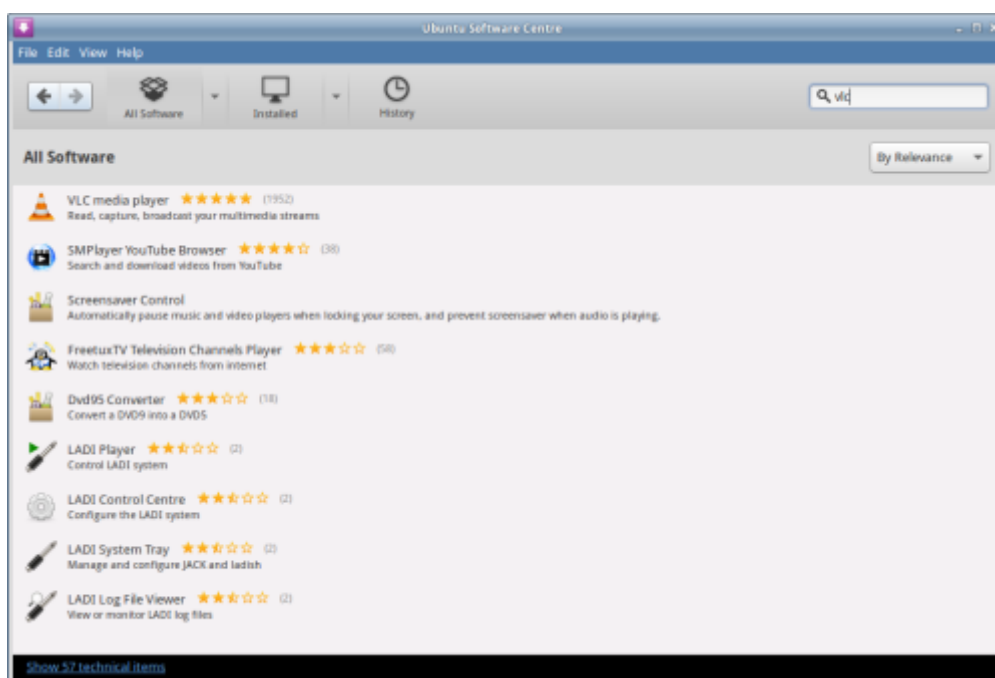 Ubuntu Software Centre
File Edit View Help
All Software
Installed
History
vlc
All Software
By Relevance
VLC media player (1952)
Read, capture, broadcast your multimedia streams
SMPlayer YouTube Browser (38)
Search and download videos from YouTube
Screensaver Control
Automatically pause music and video players when locking your screen, and prevent screensaver when audio is playing.
FreetuxTV Television Channels Player (58)
Watch television channels from internet
Dvd95 Converter (18)
Convert a DVD9 into a DVD5
LADI Player (2)
Control LADI system
LADI Control Centre (2)
Configure the LADI system
LADI System Tray (2)
Manage and configure JACK and ladish
LADI Log File Viewer (2)
View or monitor LADI log files
Show 57 technical items